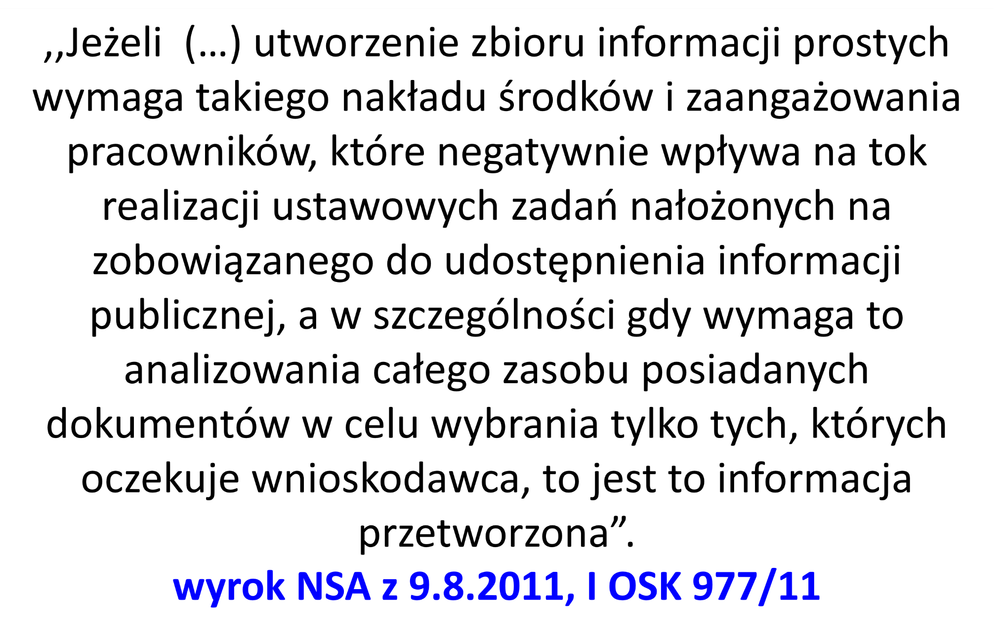 ,,Jeżeli  (…) utworzenie zbioru informacji prostych
wymaga takiego nakładu środków i zaangażowania
pracowników, które negatywnie wpływa na tok
realizacji ustawowych zadań nałożonych na
zobowiązanego do udostępnienia informacji
publicznej, a w szczególności gdy wymaga to
analizowania całego zasobu posiadanych
dokumentów w celu wybrania tylko tych, których
oczekuje wnioskodawca, to jest to informacja
przetworzona”.
wyrok NSA z 9.8.2011, I OSK 977/11